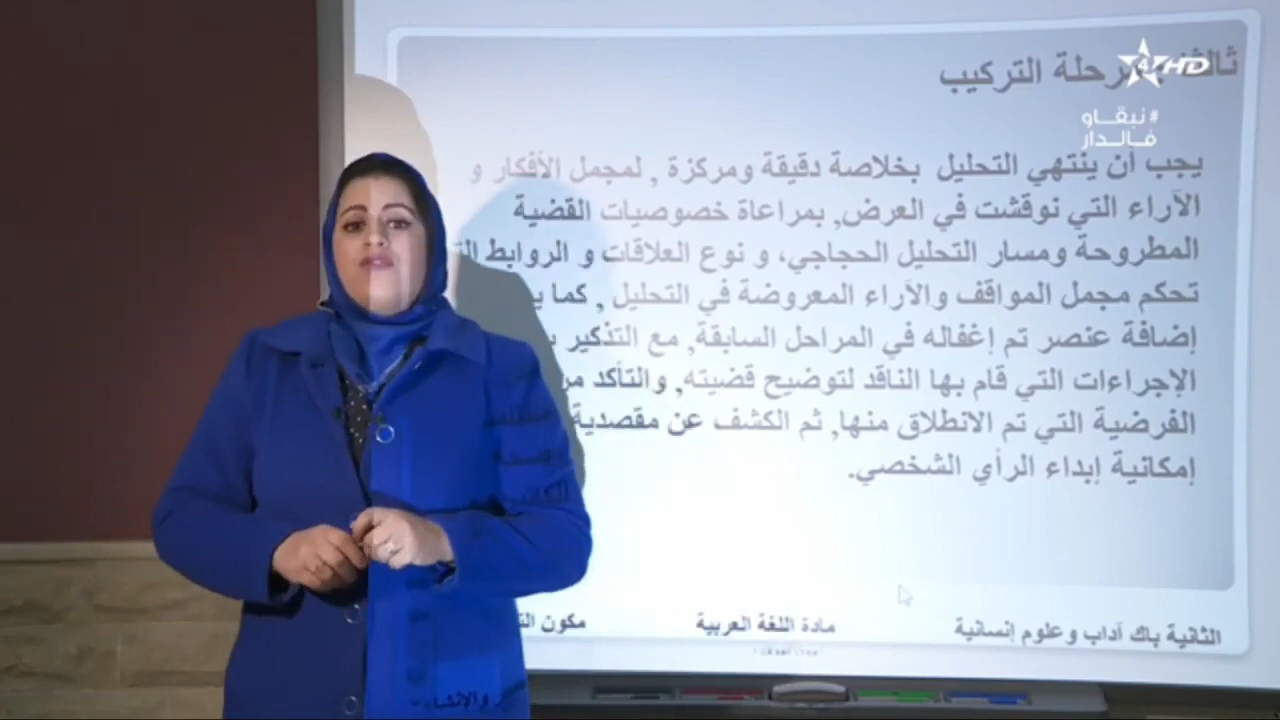 مرحلة التركيب
4HD
#نبقاو
فالدار
يجب أن ينتهي التحليل بخلاصة دقيقة ومركزة , لمجمل الأفكار و
الآراء التي نوقشت في العرض, بمراعاة خصوصيات القضية
المطروحة ومسار التحليل الحجاجي، و نوع العلاقات و الروابط
تحكم مجمل المواقف والآراء المعروضة في التحليل , كما
إضافة عنصر تم إغفاله في المراحل السابقة, مع التذكير
الإجراءات التي قام بها الناقد لتوضيح قضيته, والتأكد
الفرضية التي تم الانطلاق منها, ثم الكشف عن مقصدية
إمكانية إبداء الرأي الشخصي.
الثانية باك آداب وعلوم إنسانية
مادة اللغة العربية
مكون
والإنشاء